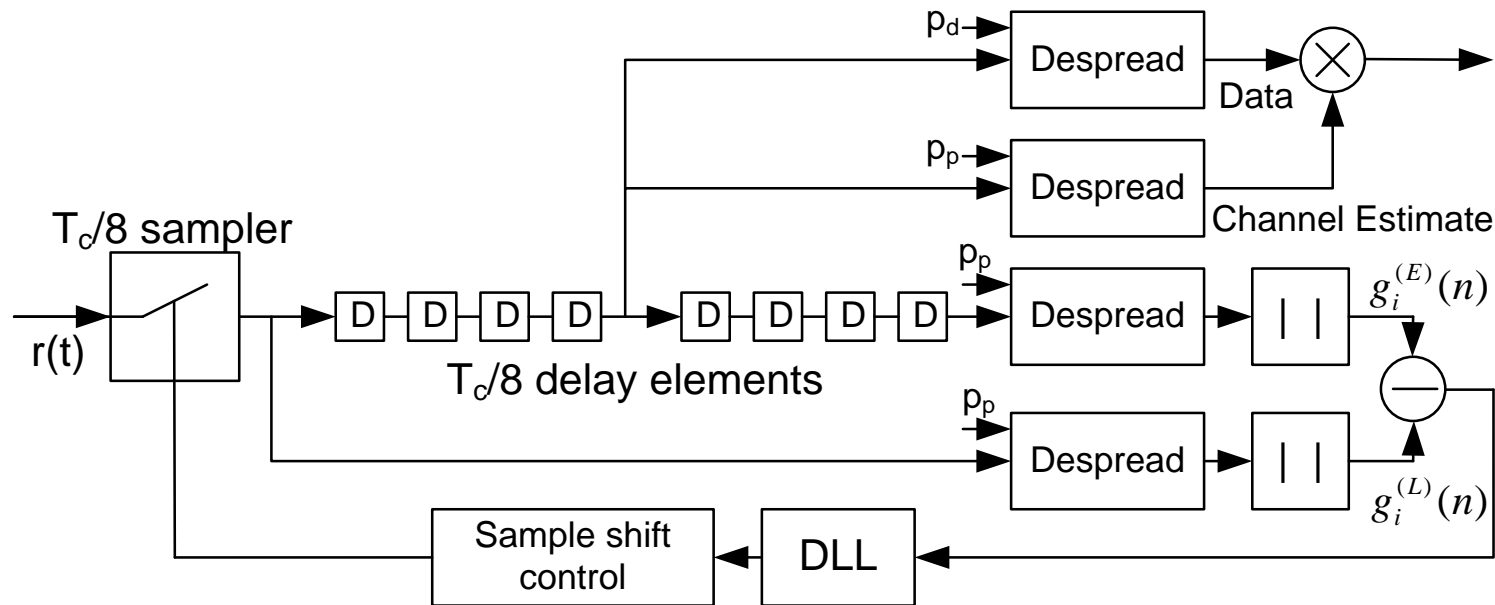 p_d
Despread
Data
p_p
Despread
Channel Estimate
T_c/8 sampler
r(t)
D D D D D D D D
T_c/8 delay elements
p_p
Despread
| |
g_i^{(E)}(n)
p_p
Despread
| |
g_i^{(L)}(n)
Sample shift
control
DLL